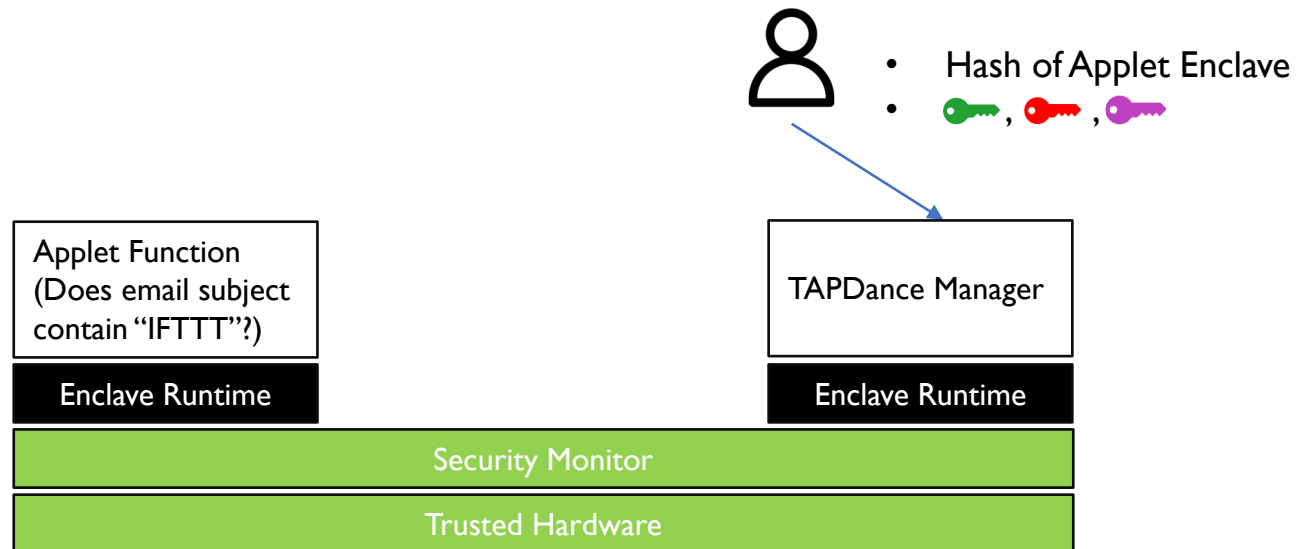 • Hash of Applet Enclave
• , ,
Applet Function
(Does email subject
contain “IFTTT”?)
TAPDance Manager
Enclave Runtime
Enclave Runtime
Security Monitor
Trusted Hardware